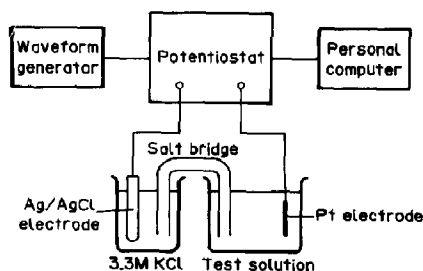 Waveform
generator
Potentiostat
Personal
computer
Salt bridge
Ag/AgCl
electrode
Pt electrode
3.3M KCl
Test solution